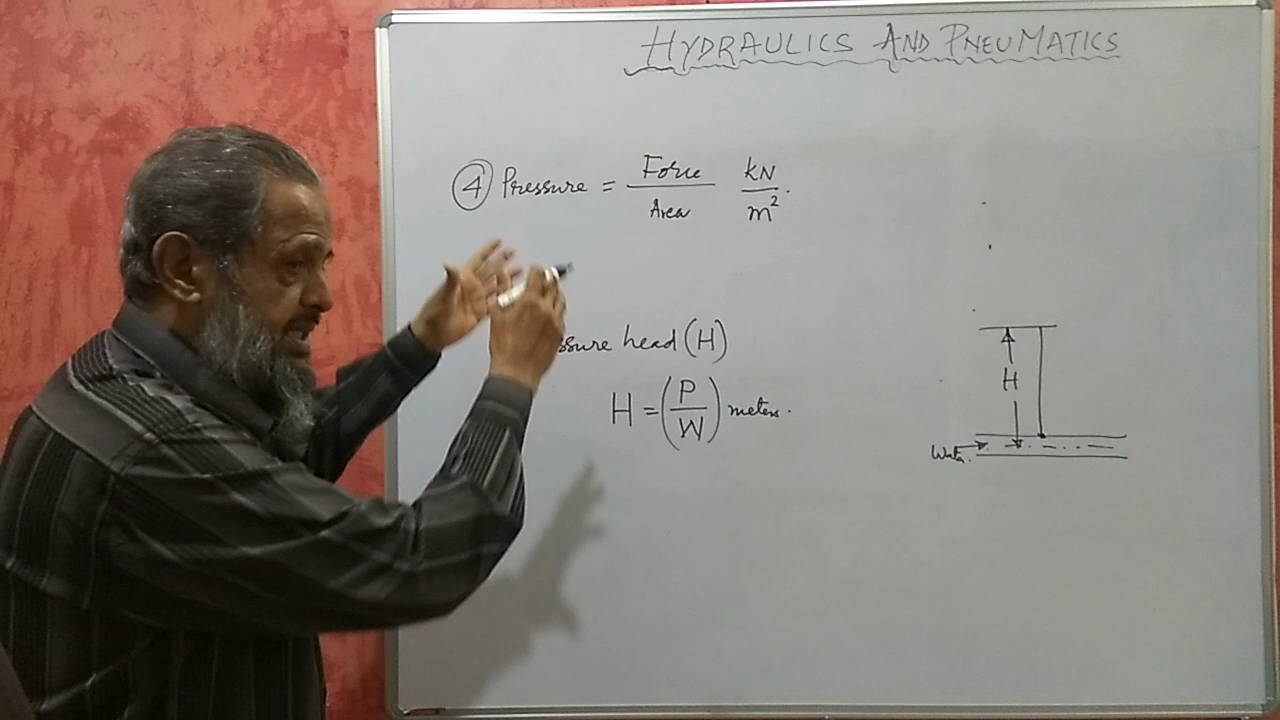 HYDRAULICS AND PNEUMATICS
④ Pressure = Force / Area kN / m².
ssure head (H)
H = (P / W) meters.
H
Water.